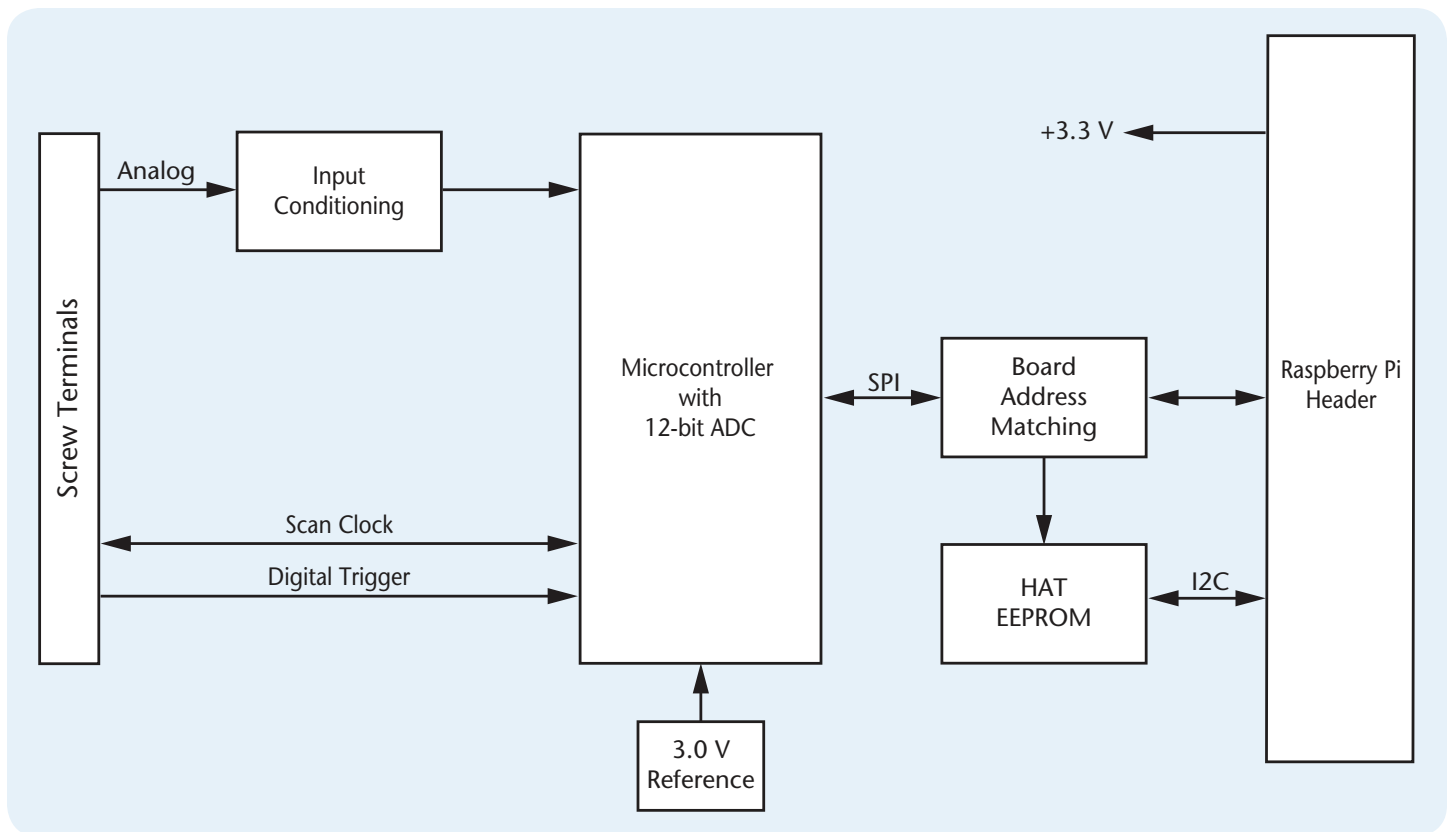 +3.3 V
Analog
Input
Conditioning
Screw Terminals
Microcontroller
with
12-bit ADC
SPI
Board
Address
Matching
Raspberry Pi
Header
Scan Clock
Digital Trigger
HAT
EEPROM
I2C
3.0 V
Reference